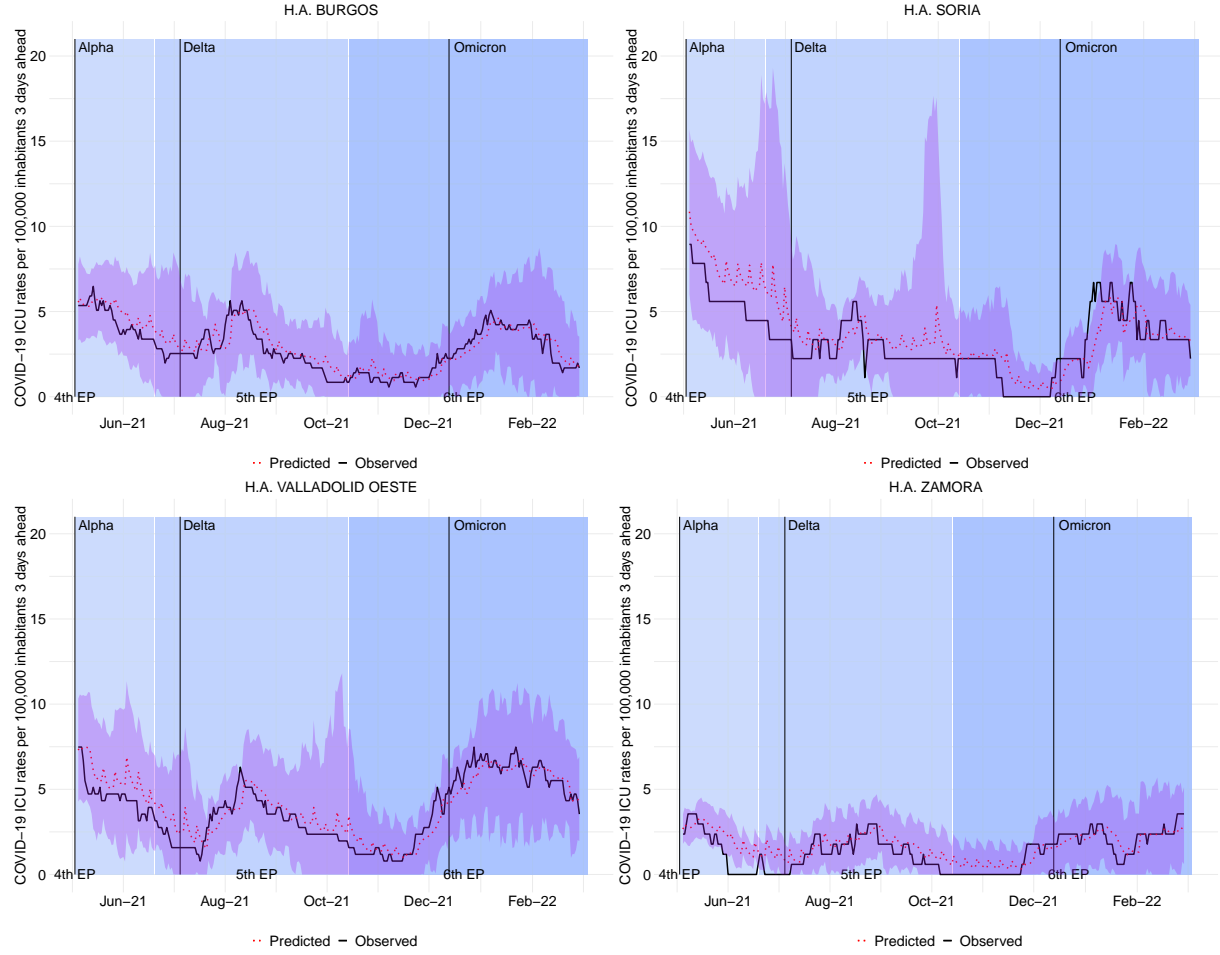 H.A. BURGOS
COVID−19 ICU rates per 100,000 inhabitants 3 days ahead
20
15
10
5
0
Alpha
Delta
Omicron
4th EP
5th EP
6th EP
Jun−21
Aug−21
Oct−21
Dec−21
Feb−22
Predicted
Observed
H.A. SORIA
COVID−19 ICU rates per 100,000 inhabitants 3 days ahead
20
15
10
5
0
Alpha
Delta
Omicron
4th EP
5th EP
6th EP
Jun−21
Aug−21
Oct−21
Dec−21
Feb−22
Predicted
Observed
H.A. VALLADOLID OESTE
COVID−19 ICU rates per 100,000 inhabitants 3 days ahead
20
15
10
5
0
Alpha
Delta
Omicron
4th EP
5th EP
6th EP
Jun−21
Aug−21
Oct−21
Dec−21
Feb−22
Predicted
Observed
H.A. ZAMORA
COVID−19 ICU rates per 100,000 inhabitants 3 days ahead
20
15
10
5
0
Alpha
Delta
Omicron
4th EP
5th EP
6th EP
Jun−21
Aug−21
Oct−21
Dec−21
Feb−22
Predicted
Observed